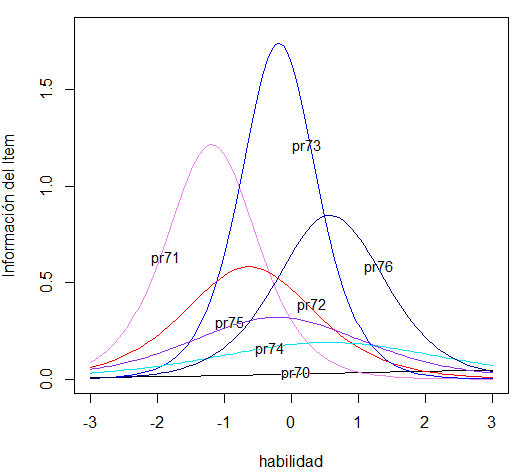 Información del Item
1.5
1.0
0.5
0.0
pr73
pr71
pr76
pr72
pr75
pr74
pr70
-3 -2 -1 0 1 2 3
habilidad